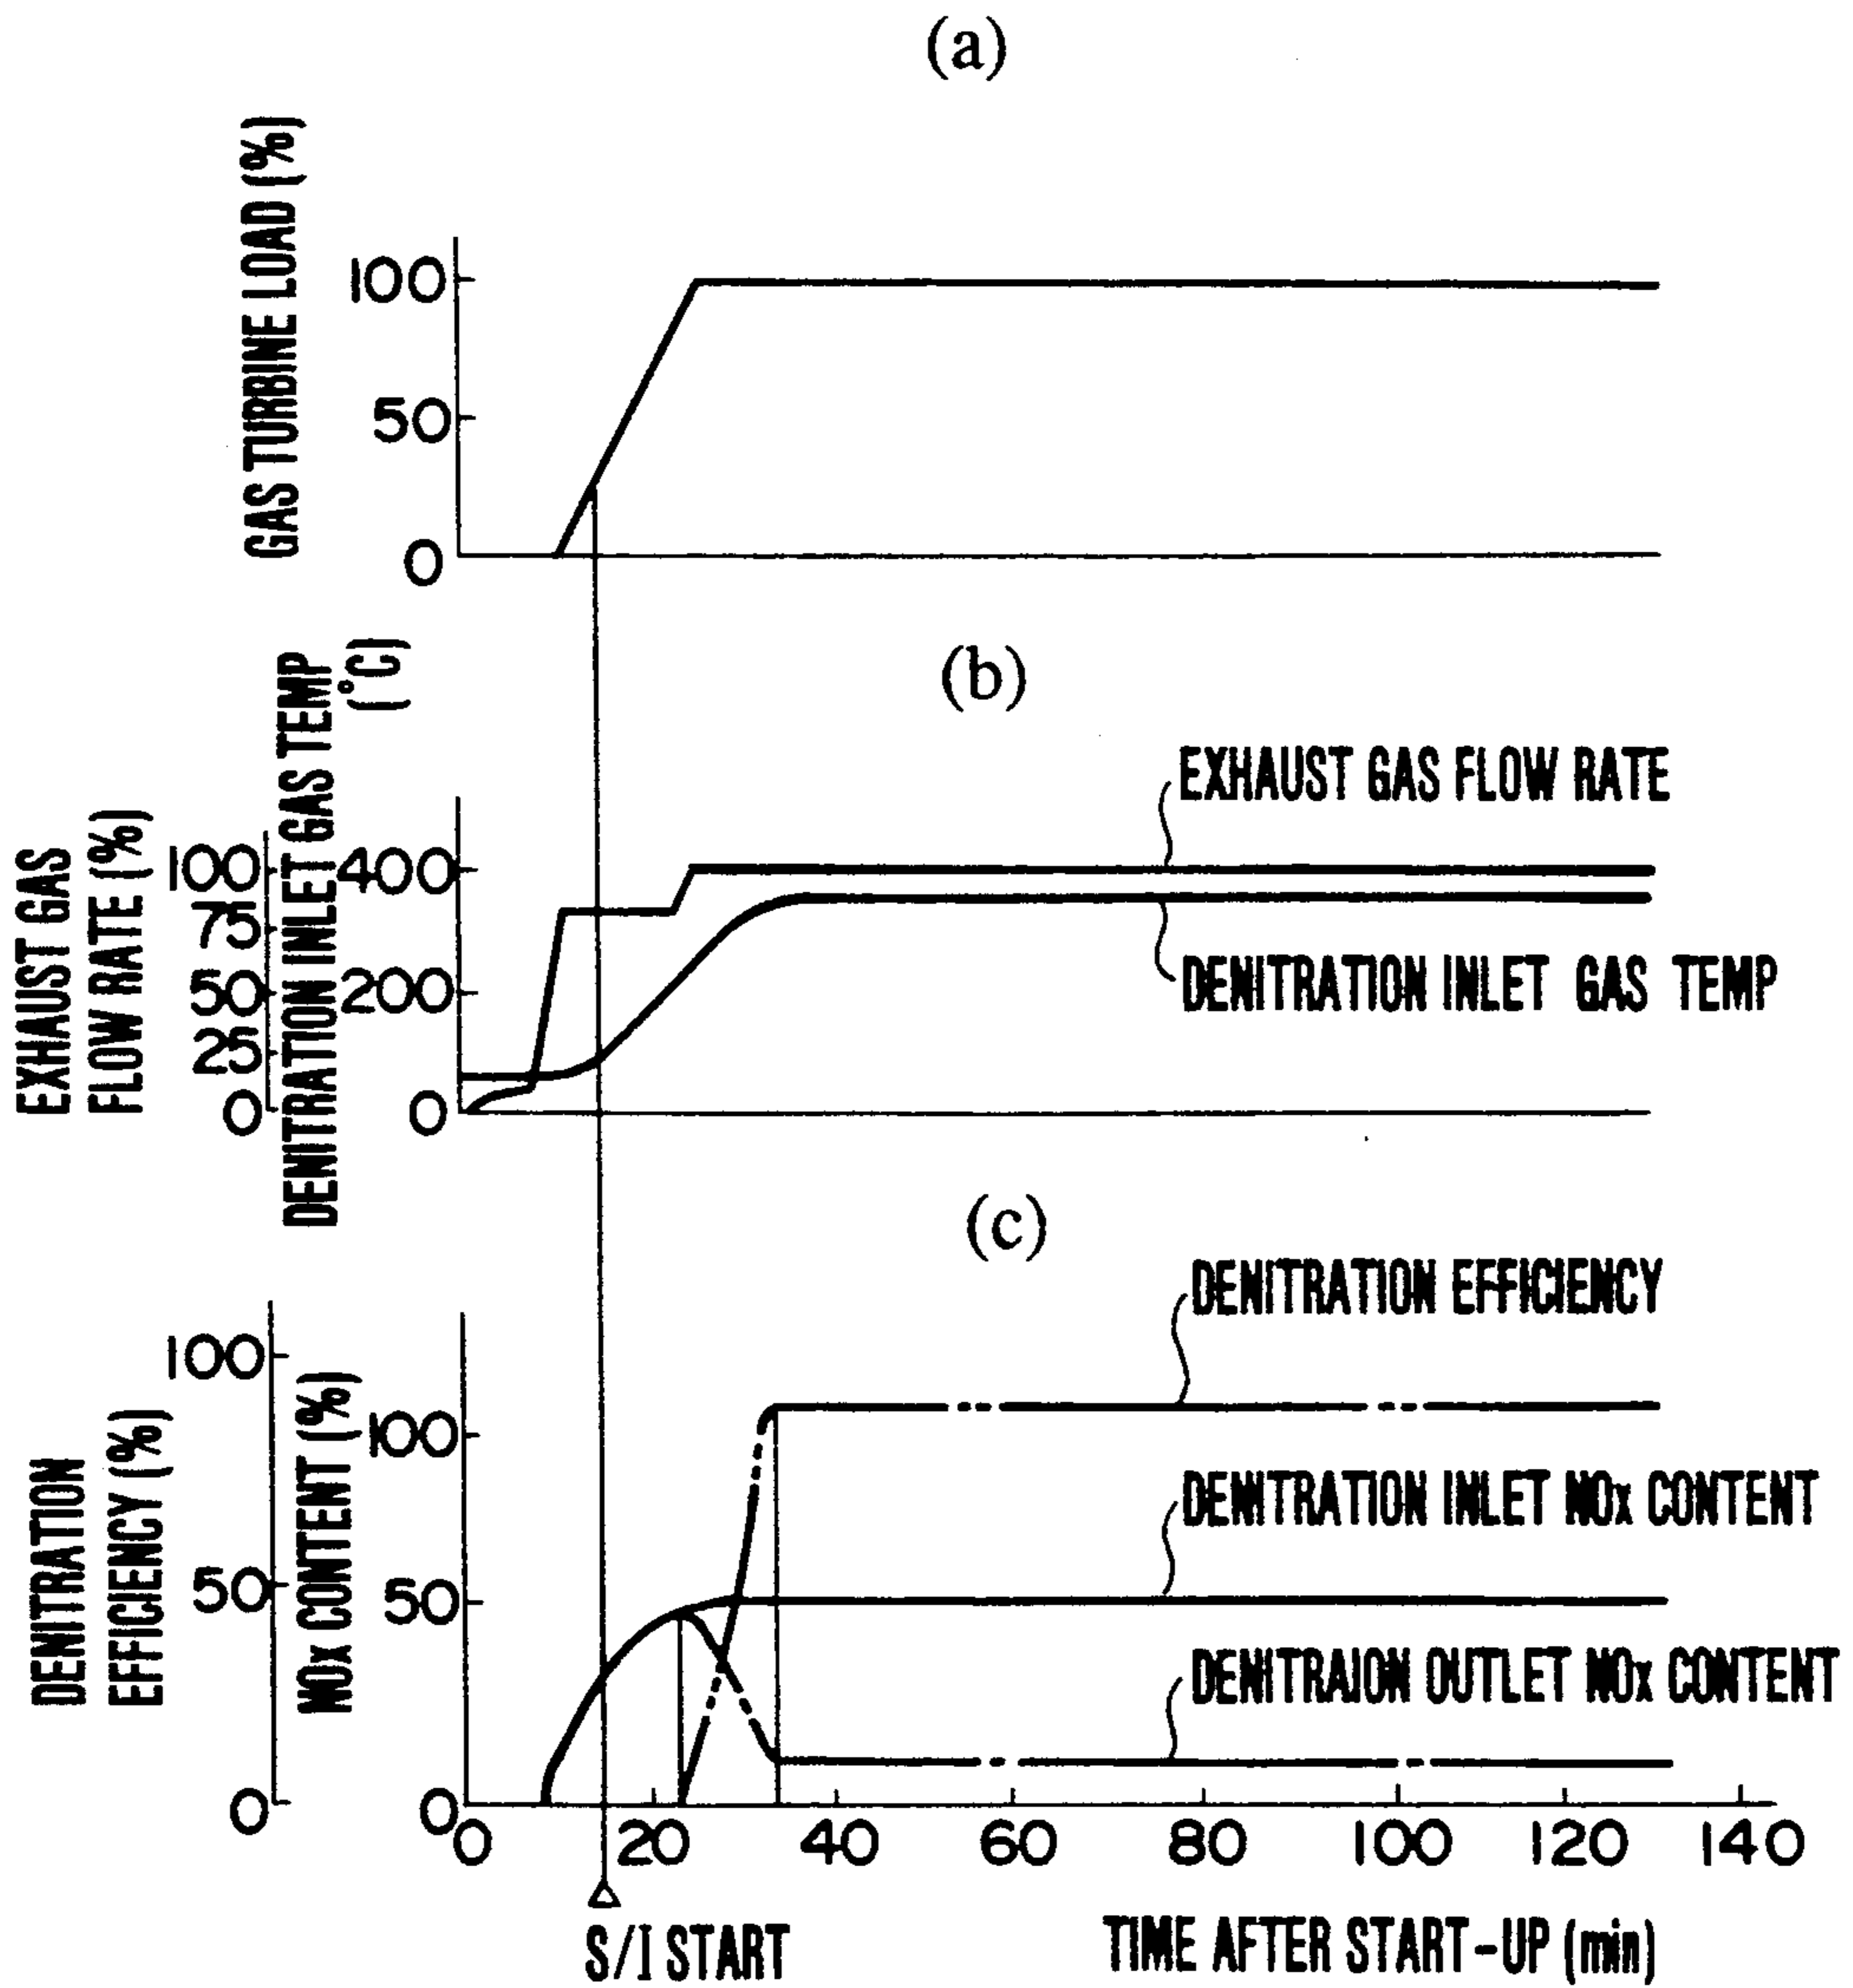 (a)
GAS TURBINE LOAD (%)
100
50
0
(b)
EXHAUST GAS
FLOW RATE (%)
100
75
50
25
0
DENITRATION INLET GAS TEMP
(°C)
400
200
0
EXHAUST GAS FLOW RATE
DENITRATION INLET GAS TEMP
(c)
DENITRATION
EFFICIENCY (%)
100
50
0
NOx CONTENT (%)
100
50
0
DENITRATION EFFICIENCY
DENITRATION INLET NOx CONTENT
DENITRAION OUTLET NOx CONTENT
0 20 40 60 80 100 120 140
S/I START
TIME AFTER START-UP (min)